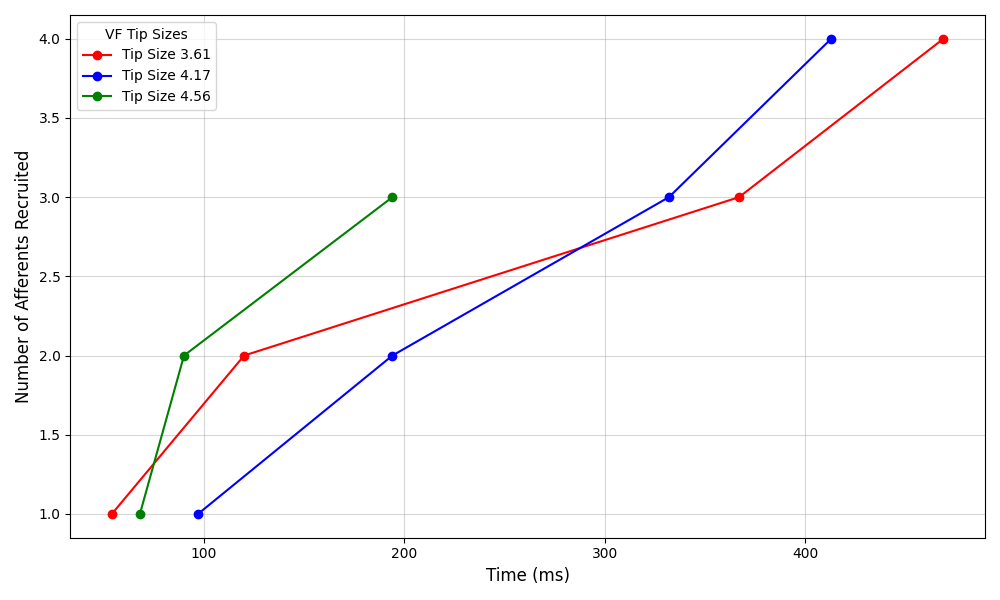 VF Tip Sizes
Tip Size 3.61
Tip Size 4.17
Tip Size 4.56
4.0
3.5
3.0
2.5
2.0
1.5
1.0
Number of Afferents Recruited
100 200 300 400
Time (ms)